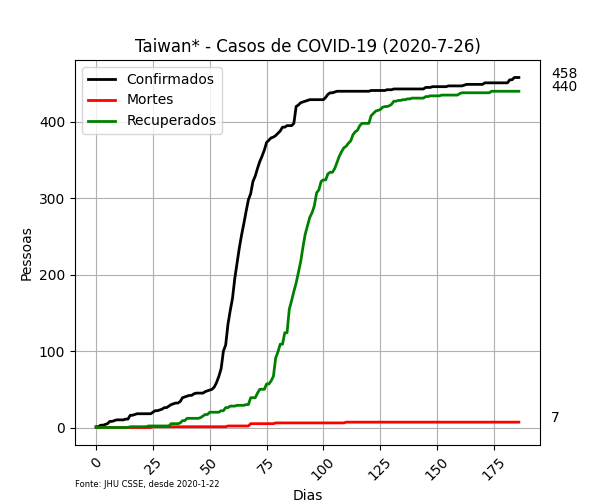 Taiwan* - Casos de COVID-19 (2020-7-26)
Confirmados
Mortes
Recuperados
458
440
7
Pessoas
400
300
200
100
0
0
25
50
75
100
125
150
175
Dias
Fonte: JHU CSSE, desde 2020-1-22